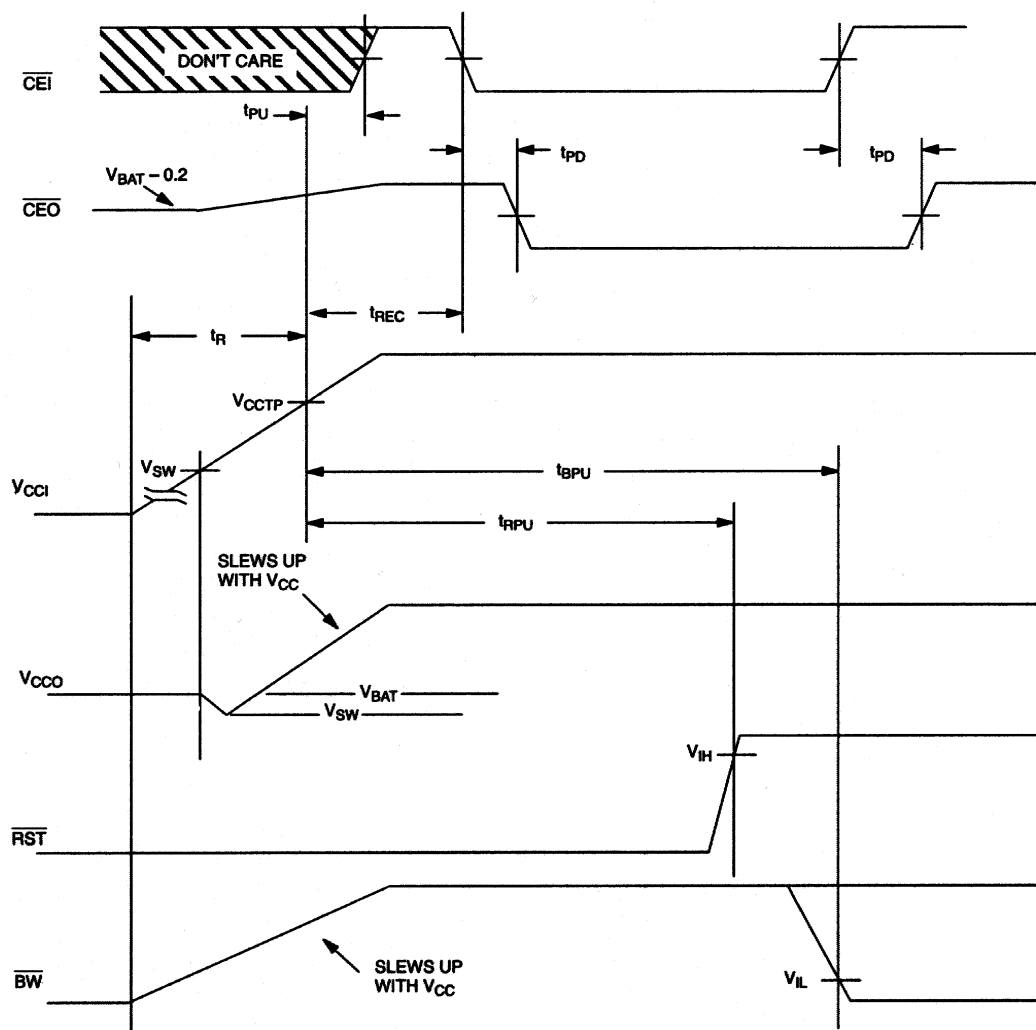 DON'T CARE
CEI
tPU
tPD
tPD
VBAT – 0.2
CEO
tREC
tR
VCCTP
VSW
tBPU
VCCI
tRPU
SLEWS UP
WITH VCC
VCCO
VBAT
VSW
VIH
RST
BW
SLEWS UP
WITH VCC
VIL